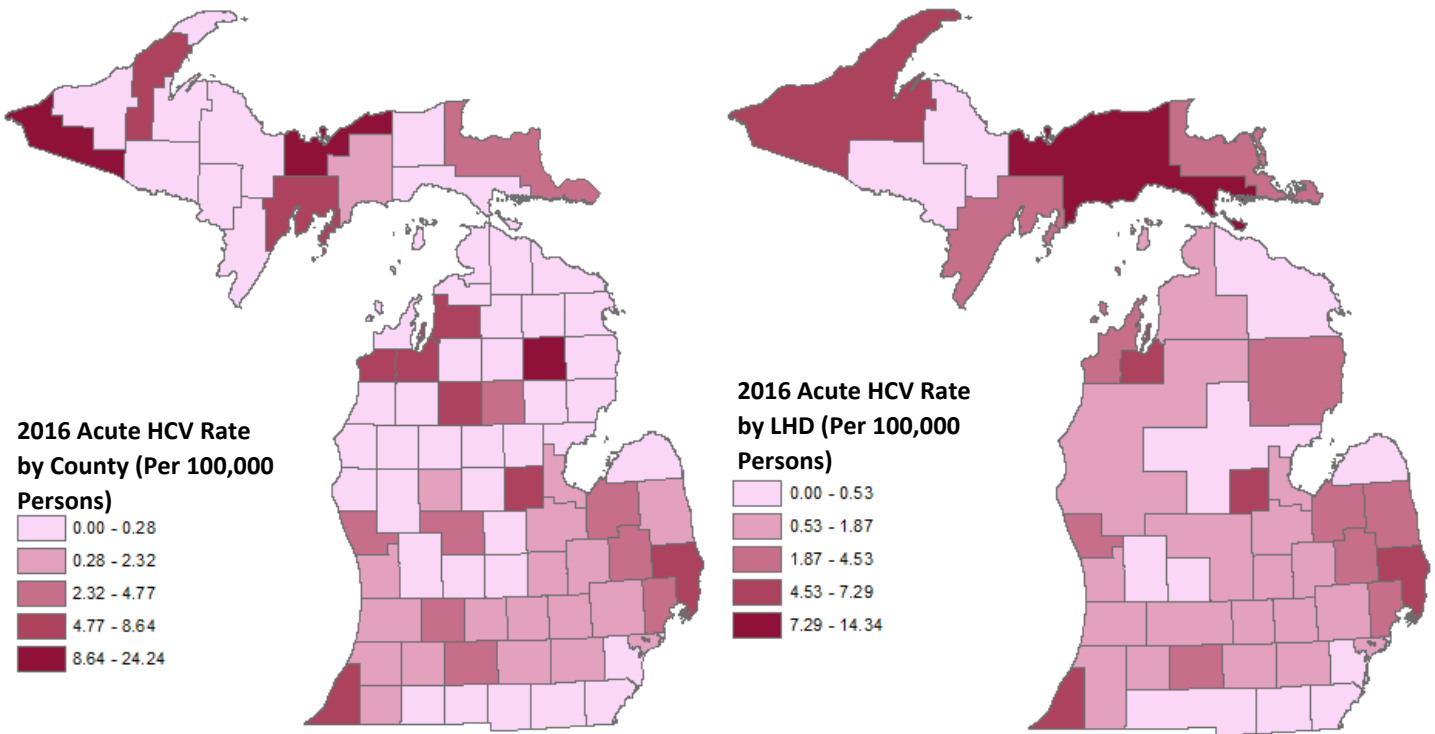 2016 Acute HCV Rate
by County (Per 100,000
Persons)
0.00 - 0.28
0.28 - 2.32
2.32 - 4.77
4.77 - 8.64
8.64 - 24.24
2016 Acute HCV Rate
by LHD (Per 100,000
Persons)
0.00 - 0.53
0.53 - 1.87
1.87 - 4.53
4.53 - 7.29
7.29 - 14.34